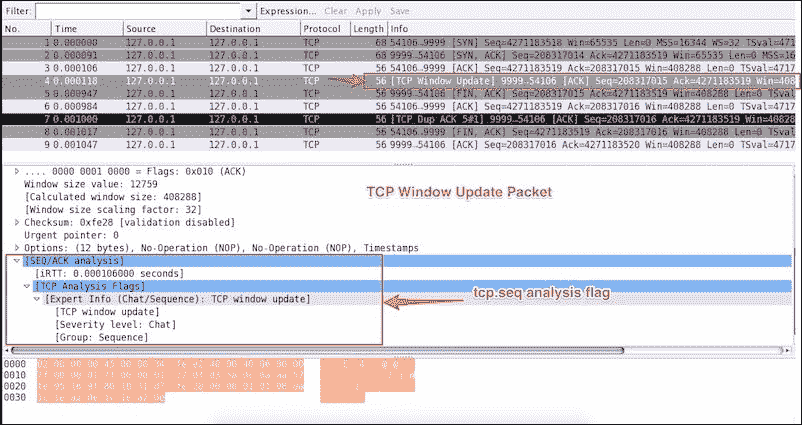 Filter: Expression... Clear Apply Save
No. Time Source Destination Protocol Length Info
1 0.000000 127.0.0.1 127.0.0.1 TCP 68 54106→9999 [SYN] Seq=4271183518 Win=65535 Len=0 MSS=16344 WS=32 TSval=471
2 0.000091 127.0.0.1 127.0.0.1 TCP 68 9999→54106 [SYN, ACK] Seq=208317014 Ack=4271183519 Win=65535 Len=0
3 0.000106 127.0.0.1 127.0.0.1 TCP 56 54106→9999 [ACK] Seq=4271183519 Ack=208317015 Win=408288 Len=0 TSval=4717
4 0.000118 127.0.0.1 127.0.0.1 TCP 56 [TCP Window Update] 9999→54106 [ACK] Seq=208317015 Ack=4271183519 Win=408
5 0.000947 127.0.0.1 127.0.0.1 TCP 56 9999→54106 [FIN, ACK] Seq=208317015 Ack=4271183519 Win=408288 Len=0
6 0.000984 127.0.0.1 127.0.0.1 TCP 56 54106→9999 [ACK] Seq=4271183519 Ack=208317016 Win=408288 Len=0 TSval=4717
7 0.001000 127.0.0.1 127.0.0.1 TCP 56 [TCP Dup ACK 5#1] 9999→54106 [ACK] Seq=208317016 Ack=4271183519 Win=40828
8 0.001017 127.0.0.1 127.0.0.1 TCP 56 54106→9999 [FIN, ACK] Seq=4271183519 Ack=208317016 Win=408288 Len=0
9 0.001047 127.0.0.1 127.0.0.1 TCP 56 9999→54106 [ACK] Seq=208317016 Ack=4271183520 Win=408288 Len=0 TSval=4717
.... 0000 0001 0000 = Flags: 0x010 (ACK)
Window size value: 12759
[Calculated window size: 408288]
TCP Window Update Packet
[Window size scaling factor: 32]
Checksum: 0xfe28 [validation disabled]
Urgent pointer: 0
Options: (12 bytes), No-Operation (NOP), No-Operation (NOP), Timestamps
[SEQ/ACK analysis]
[iRTT: 0.000106000 seconds]
[TCP Analysis Flags]
[Expert Info (Chat/Sequence): TCP window update]
tcp.seq analysis flag
[TCP window update]
[Severity level: Chat]
[Group: Sequence]
0000
0010
0020
0030